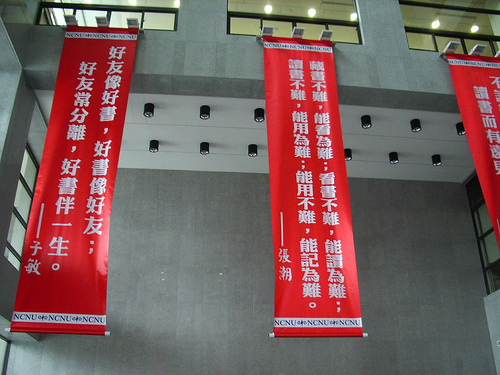 NCNU NCNU NCNU
好友像好書，好書像好友；
好友常分離，好書伴一生。
——子敏
NCNU NCNU NCNU
NCNU NCNU NCNU
藏書不難，能看為難；看書不難，能讀為難；
讀書不難，能用為難；能用不難，能記為難。
——張潮
NCNU NCNU NCNU
讀書而有